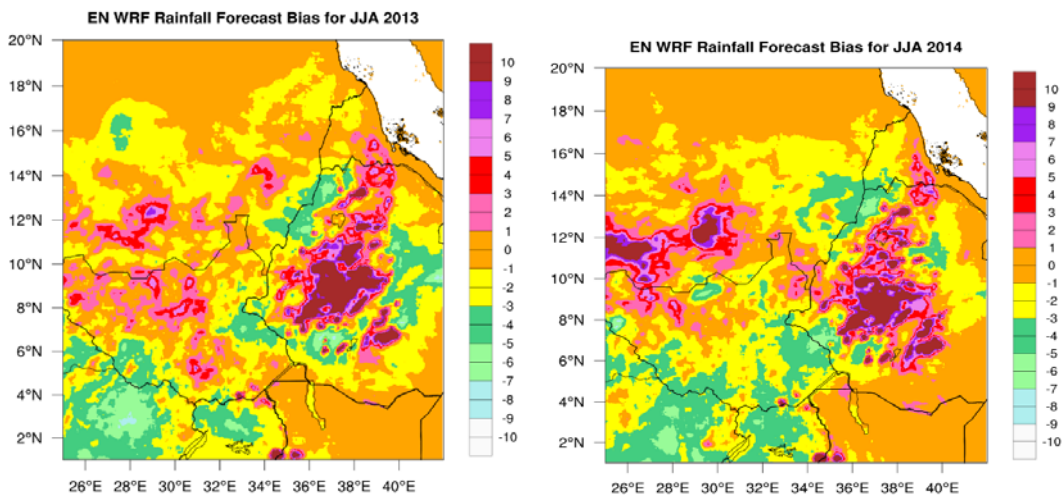 EN WRF Rainfall Forecast Bias for JJA 2013
20°N
18°N
16°N
14°N
12°N
10°N
8°N
6°N
4°N
2°N
26°E 28°E 30°E 32°E 34°E 36°E 38°E 40°E
10
9
8
7
6
5
4
3
2
1
0
-1
-2
-3
-4
-5
-6
-7
-8
-9
-10
EN WRF Rainfall Forecast Bias for JJA 2014
20°N
18°N
16°N
14°N
12°N
10°N
8°N
6°N
4°N
2°N
26°E 28°E 30°E 32°E 34°E 36°E 38°E 40°E
10
9
8
7
6
5
4
3
2
1
0
-1
-2
-3
-4
-5
-6
-7
-8
-9
-10